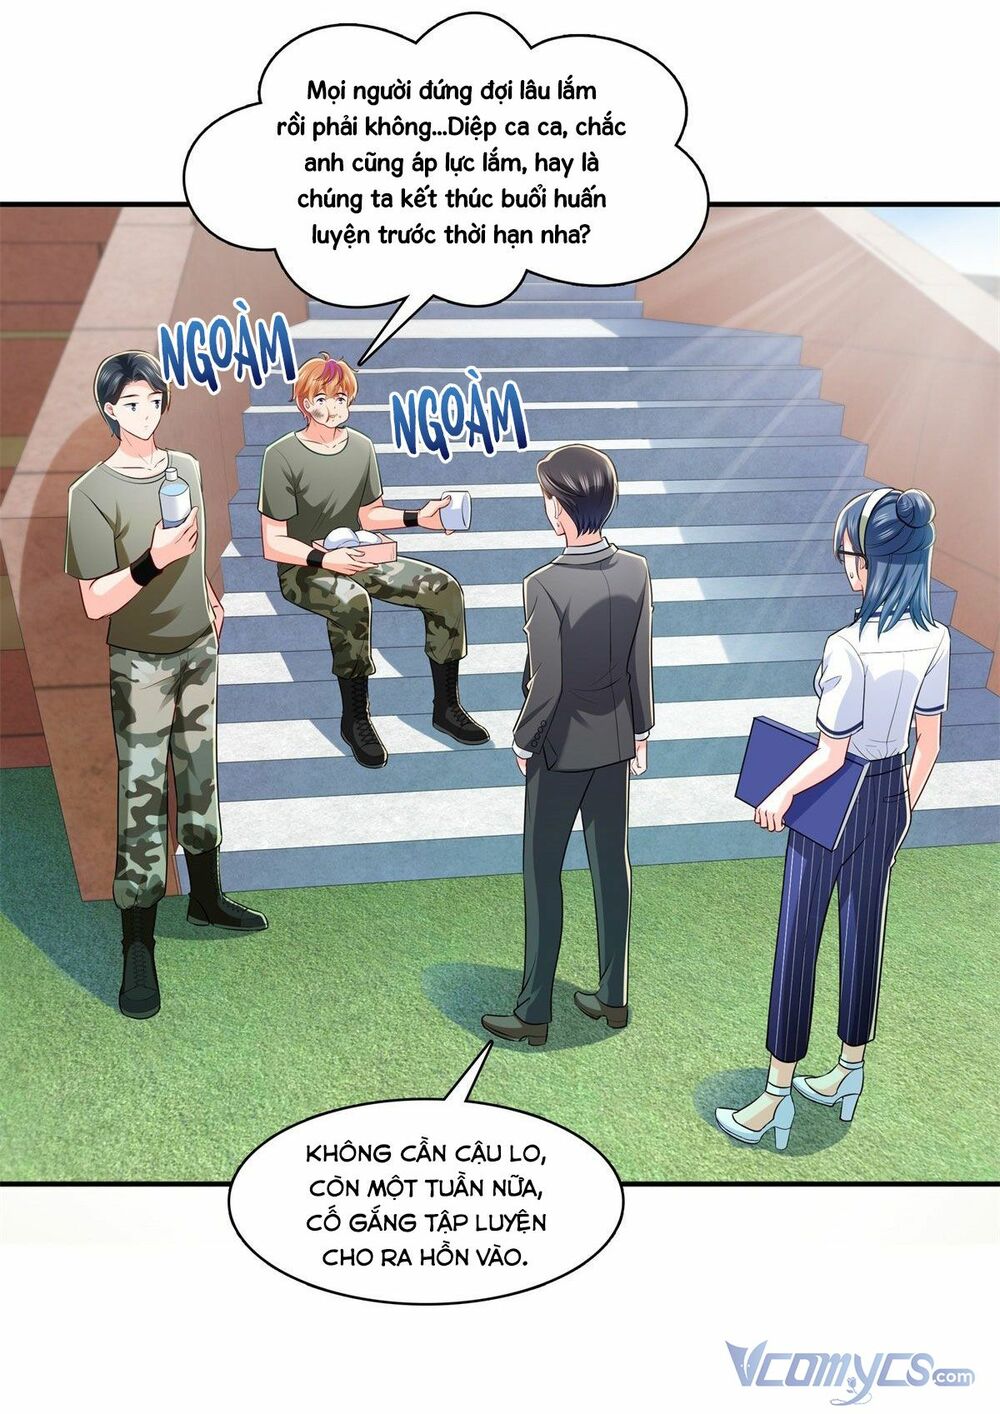 Mọi người đứng đợi lâu lắm
rồi phải không...Diệp ca ca, chắc
anh cũng áp lực lắm, hay là
chúng ta kết thúc buổi huấn
luyện trước thời hạn nha?
NGOÀM
NGOÀM
KHÔNG CẦN CẬU LO,
CÒN MỘT TUẦN NỮA,
CỐ GẮNG TẬP LUYỆN
CHO RA HỒN VÀO.
VCOMYCS.com